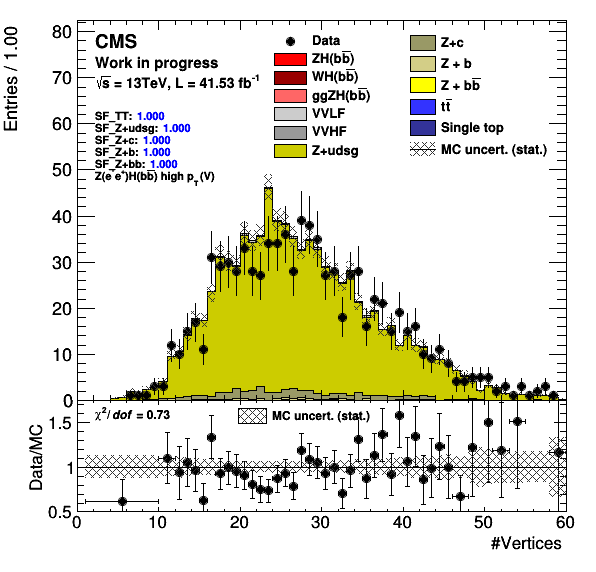 CMS
Work in progress
√s = 13TeV, L = 41.53 fb⁻¹
SF_TT: 1.000
SF_Z+udsg: 1.000
SF_Z+c: 1.000
SF_Z+b: 1.000
SF_Z+bb: 1.000
Z(e⁻e⁺)H(bb̅) high p_T(V)
Data
ZH(bb̅)
WH(bb̅)
ggZH(bb̅)
VVLF
VVHF
Z+udsg
Z+c
Z + b
Z + bb̅
tt̅
Single top
MC uncert. (stat.)
Entries / 1.00
80
70
60
50
40
30
20
10
0
χ²/ dof = 0.73
MC uncert. (stat.)
Data/MC
1.5
1
0.5
0 10 20 30 40 50 60
#Vertices